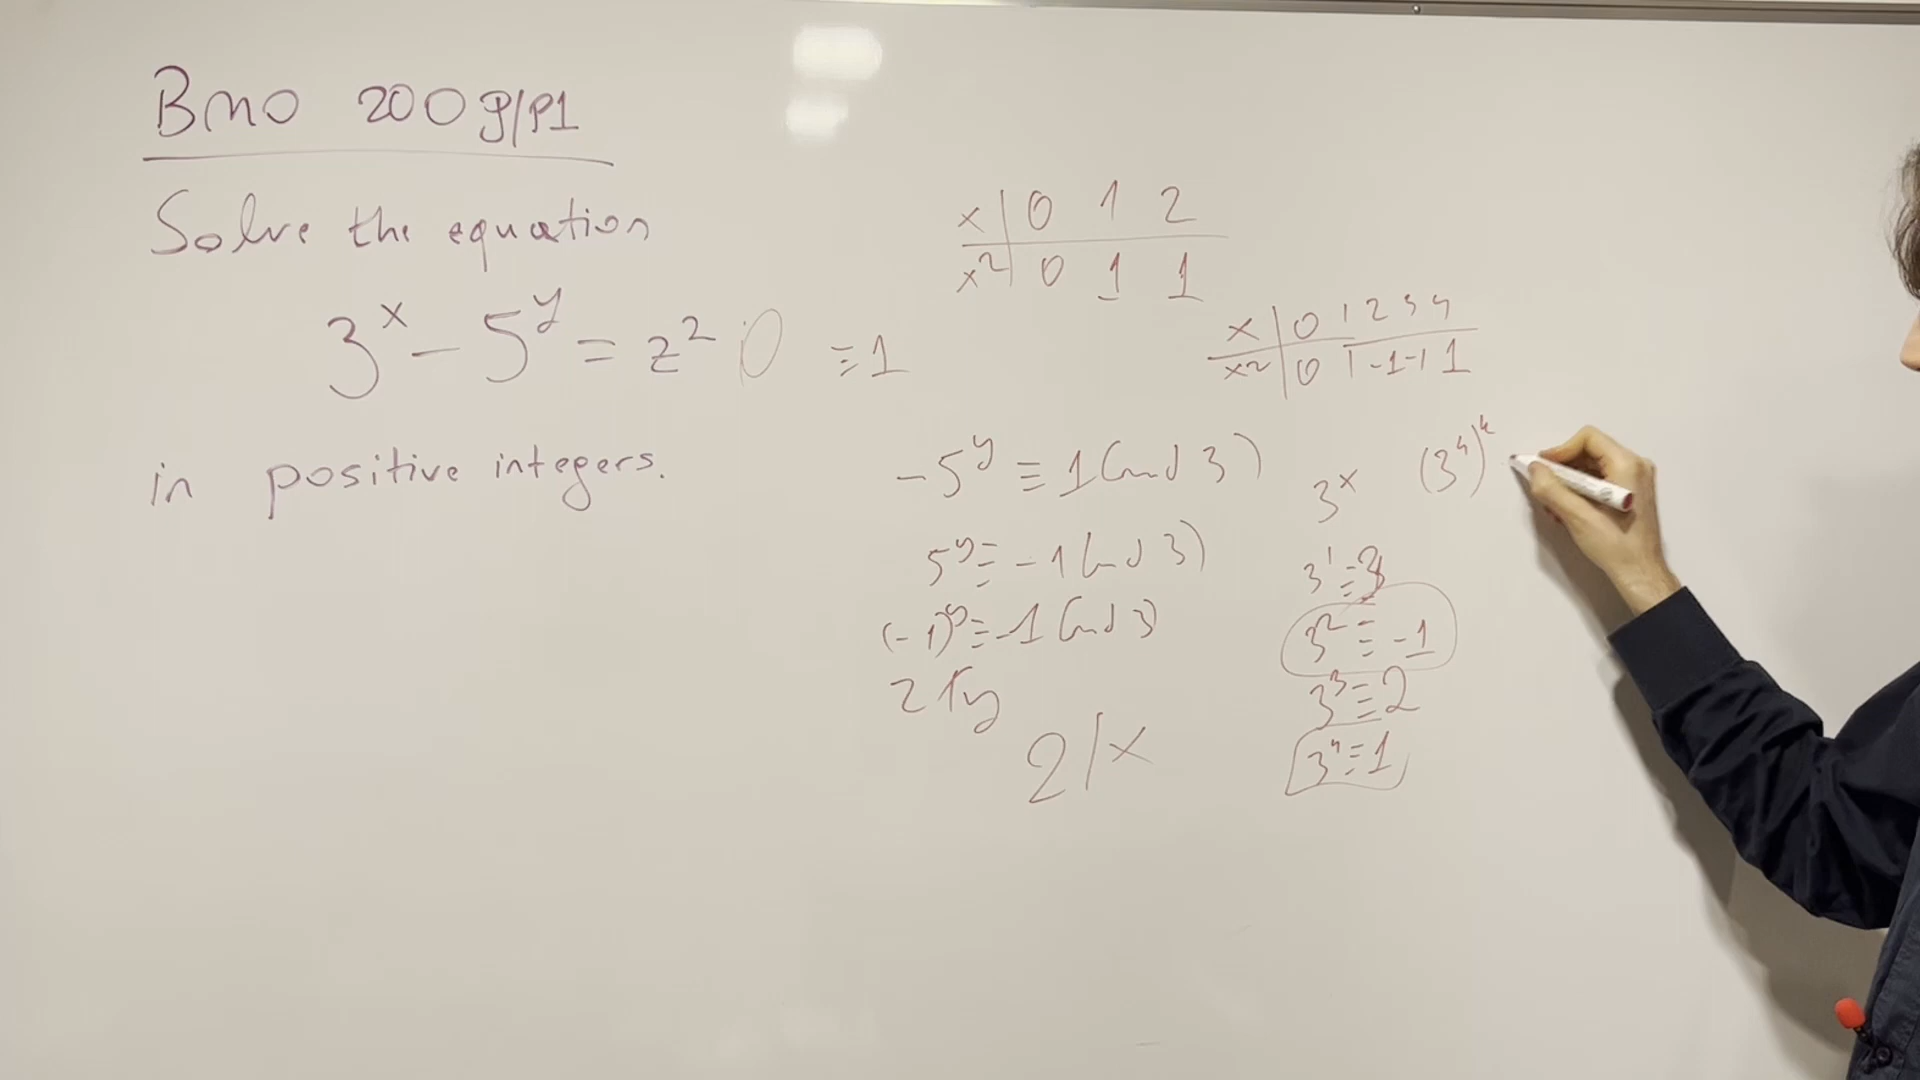 BMO 2009/P1
Solve the equation
3^x - 5^y = z^2 0 ≡1
in positive integers.
x | 0 1 2
x^2 | 0 1 1
x | 0 1 2 3 4
x^2 | 0 1 -1 -1 1
-5^y ≡ 1 (mod 3)
5^y ≡ -1 (mod 3)
(-1)^y ≡ -1 (mod 3)
2 ∤ y
2 | x
3^x (3^4)^k
3^1 ≡ 3
3^2 ≡ -1
3^3 ≡ 2
3^4 ≡ 1